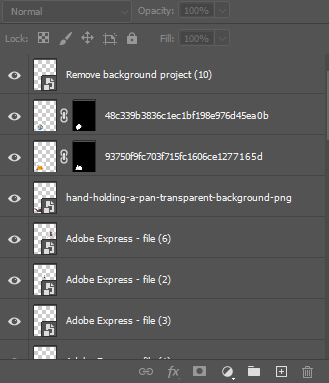 Normal Opacity: 100%
Lock: Fill: 100%
Remove background project (10)
48c339b3836c1ec1bf198e976d45ea0b
93750f9fc703f715fc1606ce1277165d
hand-holding-a-pan-transparent-background-png
Adobe Express - file (6)
Adobe Express - file (2)
Adobe Express - file (3)
fx